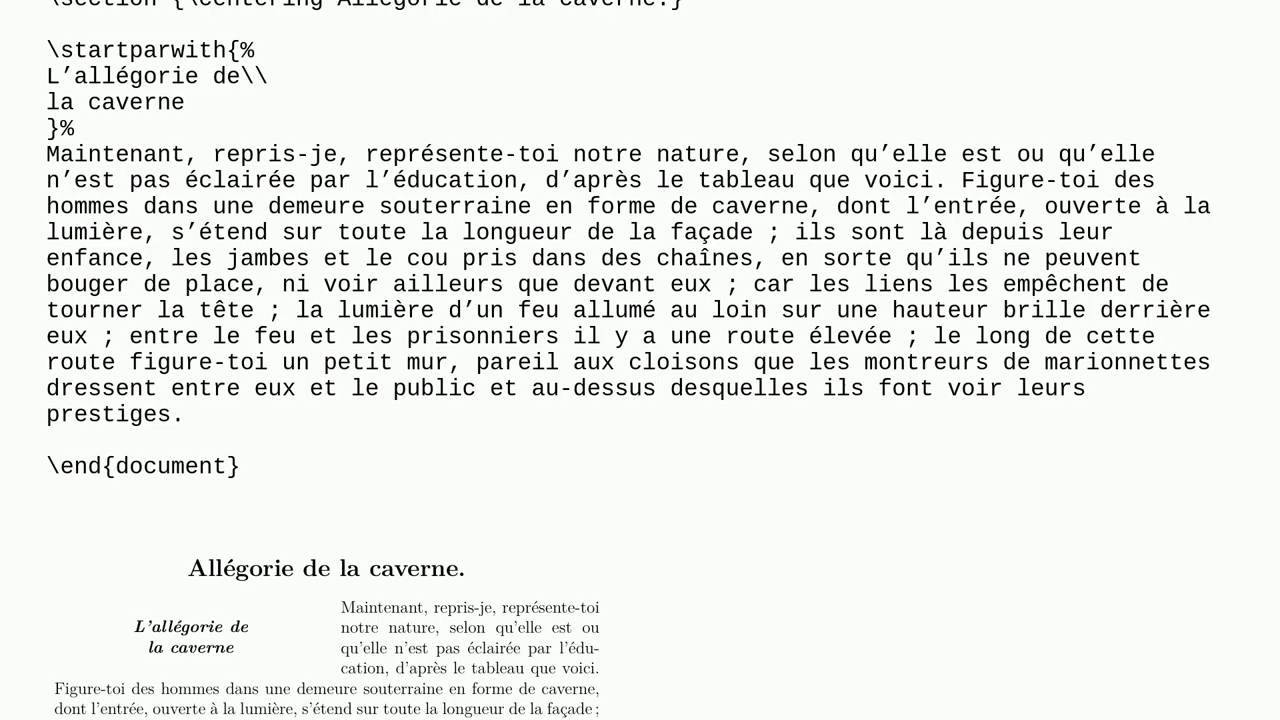 \section {\centering Allégorie de la caverne.}
\startparwith{%
L’allégorie de\\
la caverne
}%
Maintenant, repris-je, représente-toi notre nature, selon qu’elle est ou qu’elle
n’est pas éclairée par l’éducation, d’après le tableau que voici. Figure-toi des
hommes dans une demeure souterraine en forme de caverne, dont l’entrée, ouverte à la
lumière, s’étend sur toute la longueur de la façade ; ils sont là depuis leur
enfance, les jambes et le cou pris dans des chaînes, en sorte qu’ils ne peuvent
bouger de place, ni voir ailleurs que devant eux ; car les liens les empêchent de
tourner la tête ; la lumière d’un feu allumé au loin sur une hauteur brille derrière
eux ; entre le feu et les prisonniers il y a une route élevée ; le long de cette
route figure-toi un petit mur, pareil aux cloisons que les montreurs de marionnettes
dressent entre eux et le public et au-dessus desquelles ils font voir leurs
prestiges.
\end{document}
Allégorie de la caverne.
L’allégorie de
la caverne
Maintenant, repris-je, représente-toi
notre nature, selon qu’elle est ou
qu’elle n’est pas éclairée par l’édu-
cation, d’après le tableau que voici.
Figure-toi des hommes dans une demeure souterraine en forme de caverne,
dont l’entrée, ouverte à la lumière, s’étend sur toute la longueur de la façade ;